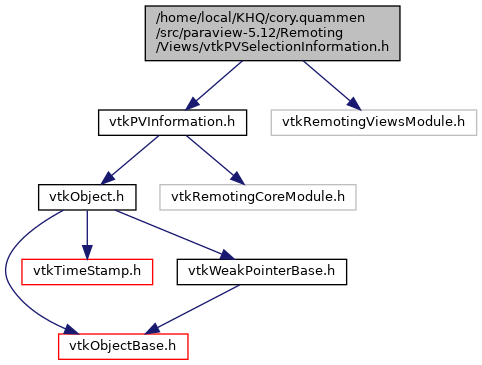 /home/local/KHQ/cory.quammen
/src/paraview-5.12/Remoting
/Views/vtkPVSelectionInformation.h
vtkPVInformation.h
vtkRemotingViewsModule.h
vtkObject.h
vtkRemotingCoreModule.h
vtkTimeStamp.h
vtkWeakPointerBase.h
vtkObjectBase.h